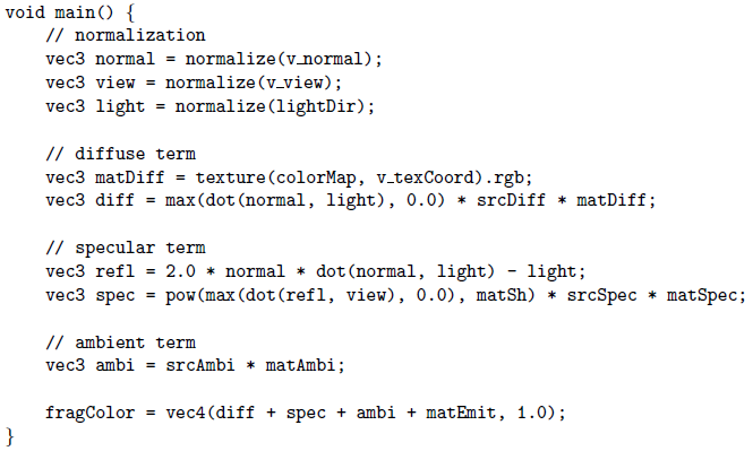 void main() {
    // normalization
    vec3 normal = normalize(v_normal);
    vec3 view = normalize(v_view);
    vec3 light = normalize(lightDir);

    // diffuse term
    vec3 matDiff = texture(colorMap, v_texCoord).rgb;
    vec3 diff = max(dot(normal, light), 0.0) * srcDiff * matDiff;

    // specular term
    vec3 refl = 2.0 * normal * dot(normal, light) - light;
    vec3 spec = pow(max(dot(refl, view), 0.0), matSh) * srcSpec * matSpec;

    // ambient term
    vec3 ambi = srcAmbi * matAmbi;

    fragColor = vec4(diff + spec + ambi + matEmit, 1.0);
}